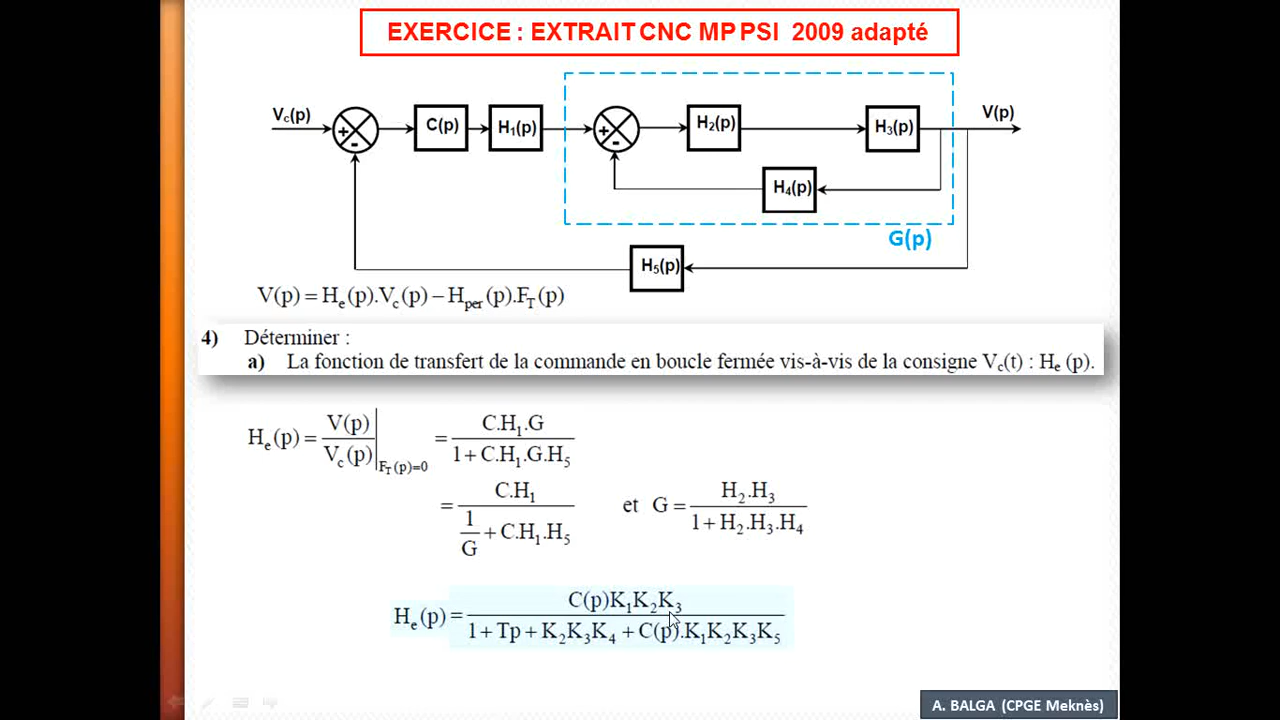 EXERCICE : EXTRAIT CNC MP PSI 2009 adapté
Vc(p)
+
-
C(p)
H1(p)
+
-
H2(p)
H3(p)
V(p)
H4(p)
G(p)
H5(p)
V(p) = He(p).Vc(p) − Hper(p).FT(p)
4) Déterminer :
a) La fonction de transfert de la commande en boucle fermée vis-à-vis de la consigne Vc(t) : He (p).
He(p) = V(p) / Vc(p) |FT(p)=0 = C.H1.G / 1 + C.H1.G.H5
= C.H1 / 1/G + C.H1.H5 et G = H2.H3 / 1 + H2.H3.H4
He(p) = C(p)K1K2K3 / 1 + Tp + K2K3K4 + C(p).K1K2K3K5
A. BALGA (CPGE Meknès)